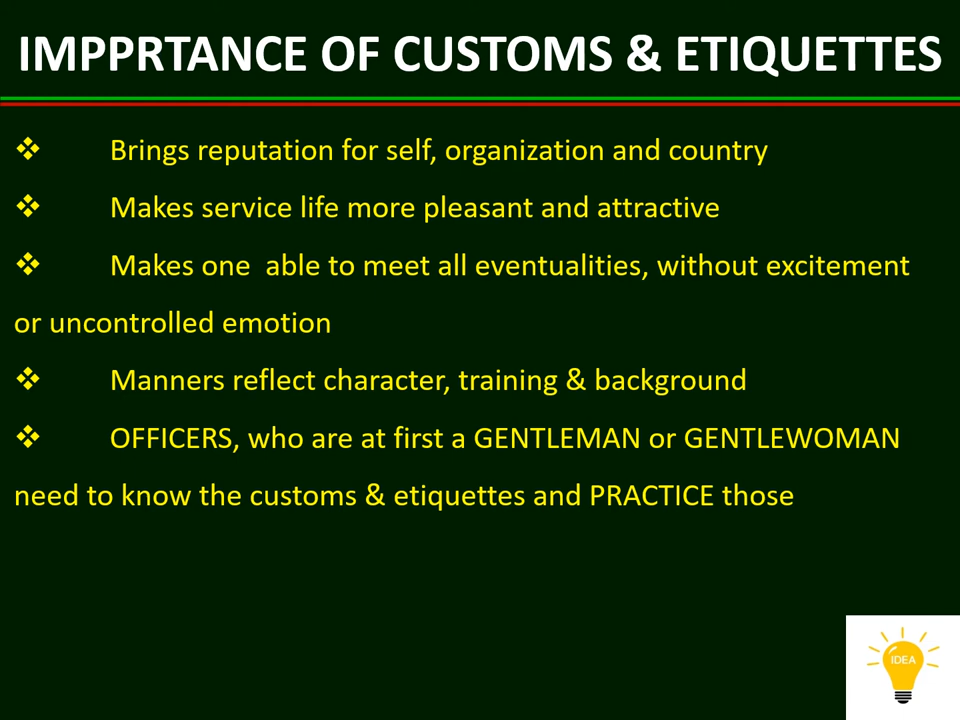 IMPPRTANCE OF CUSTOMS & ETIQUETTES
❖ Brings reputation for self, organization and country
❖ Makes service life more pleasant and attractive
❖ Makes one  able to meet all eventualities, without excitement
or uncontrolled emotion
❖ Manners reflect character, training & background
❖ OFFICERS, who are at first a GENTLEMAN or GENTLEWOMAN
need to know the customs & etiquettes and PRACTICE those
IDEA